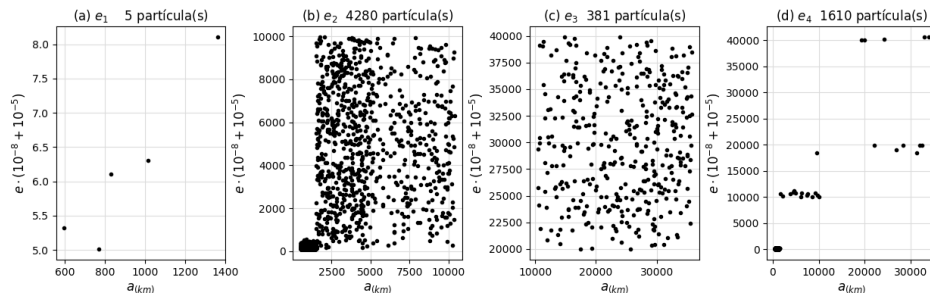 (a) e₁ 5 partícula(s)
8.0
7.5
7.0
6.5
6.0
5.5
5.0
e · (10⁻⁸ + 10⁻⁵)
600 800 1000 1200 1400
a(km)
(b) e₂ 4280 partícula(s)
10000
8000
6000
4000
2000
0
e · (10⁻⁸ + 10⁻⁵)
2500 5000 7500 10000
a(km)
(c) e₃ 381 partícula(s)
40000
37500
35000
32500
30000
27500
25000
22500
20000
e · (10⁻⁸ + 10⁻⁵)
10000 20000 30000
a(km)
(d) e₄ 1610 partícula(s)
40000
35000
30000
25000
20000
15000
10000
5000
0
e · (10⁻⁸ + 10⁻⁵)
0 10000 20000 30000
a(km)